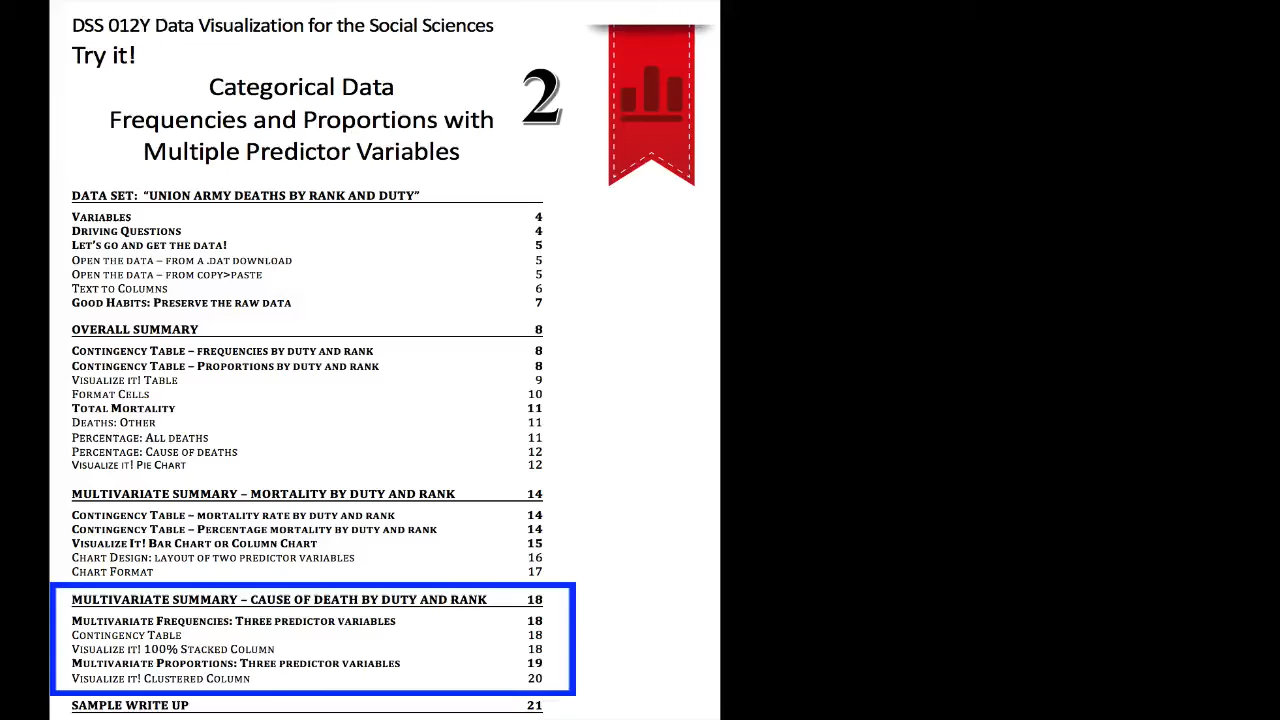 DSS 012Y Data Visualization for the Social Sciences
Try it!
Categorical Data
Frequencies and Proportions with
Multiple Predictor Variables
2
DATA SET: “UNION ARMY DEATHS BY RANK AND DUTY”
VARIABLES 4
DRIVING QUESTIONS 4
LET’S GO AND GET THE DATA! 5
OPEN THE DATA – FROM A .DAT DOWNLOAD 5
OPEN THE DATA – FROM COPY>PASTE 5
TEXT TO COLUMNS 6
GOOD HABITS: PRESERVE THE RAW DATA 7
OVERALL SUMMARY 8
CONTINGENCY TABLE – FREQUENCIES BY DUTY AND RANK 8
CONTINGENCY TABLE – PROPORTIONS BY DUTY AND RANK 8
VISUALIZE IT! TABLE 9
FORMAT CELLS 10
TOTAL MORTALITY 11
DEATHS: OTHER 11
PERCENTAGE: ALL DEATHS 11
PERCENTAGE: CAUSE OF DEATHS 12
VISUALIZE IT! PIE CHART 12
MULTIVARIATE SUMMARY – MORTALITY BY DUTY AND RANK 14
CONTINGENCY TABLE – MORTALITY RATE BY DUTY AND RANK 14
CONTINGENCY TABLE – PERCENTAGE MORTALITY BY DUTY AND RANK 14
VISUALIZE IT! BAR CHART OR COLUMN CHART 15
CHART DESIGN: LAYOUT OF TWO PREDICTOR VARIABLES 16
CHART FORMAT 17
MULTIVARIATE SUMMARY – CAUSE OF DEATH BY DUTY AND RANK 18
MULTIVARIATE FREQUENCIES: THREE PREDICTOR VARIABLES 18
CONTINGENCY TABLE 18
VISUALIZE IT! 100% STACKED COLUMN 18
MULTIVARIATE PROPORTIONS: THREE PREDICTOR VARIABLES 19
VISUALIZE IT! CLUSTERED COLUMN 20
SAMPLE WRITE UP 21